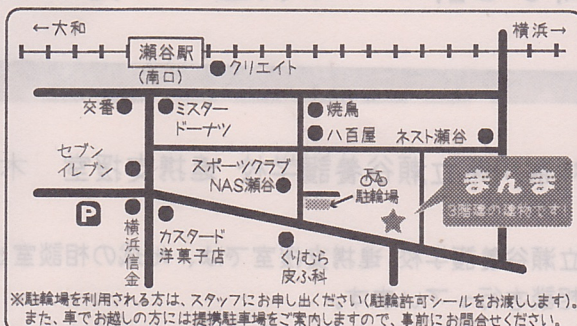 ←大和
横浜→
瀬谷駅
(南口)
クリエイト
交番
ミスター
ドーナツ
焼鳥
八百屋
ネスト瀬谷
セブン
イレブン
スポーツクラブ
NAS瀬谷
駐輪場
まんま
3階建の建物です
P
横浜信金
カスタード
洋菓子店
くりむら
皮ふ科
※駐輪場を利用される方は、スタッフにお申し出ください(駐輪許可シールをお渡しします)。
また、車でお越しの方には提携駐車場をご案内しますので、事前にお問合せください。